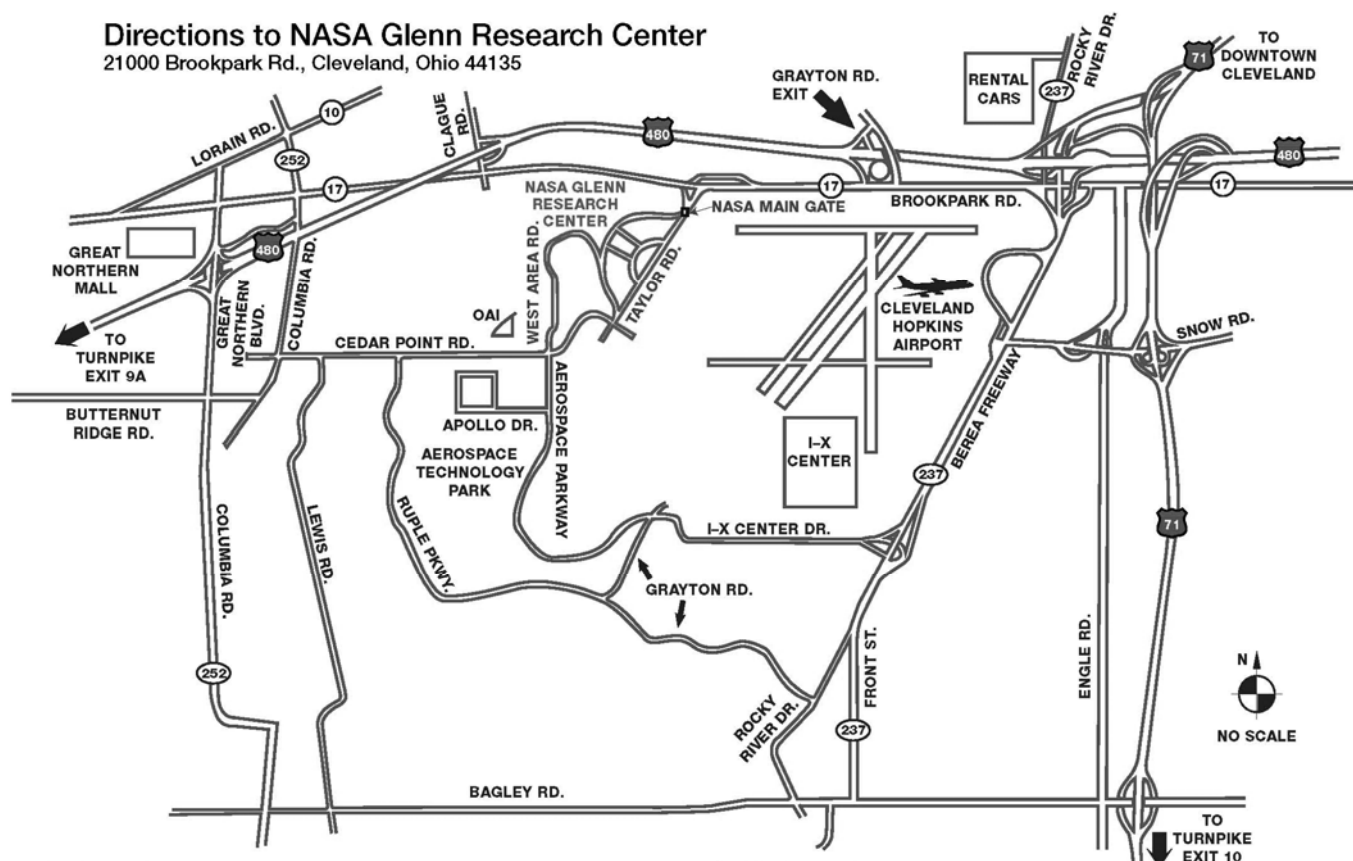 Directions to NASA Glenn Research Center
21000 Brookpark Rd., Cleveland, Ohio 44135
GRAYTON RD.
EXIT
RENTAL
CARS
237
ROCKY
RIVER DR.
71
TO
DOWNTOWN
CLEVELAND
LORAIN RD.
10
252
CLAGUE
RD.
480
480
17
17
17
BROOKPARK RD.
NASA GLENN
RESEARCH
CENTER
NASA MAIN GATE
GREAT
NORTHERN
MALL
480
COLUMBIA RD.
GREAT
NORTHERN
BLVD.
WEST AREA RD.
TAYLOR RD.
OAI
CLEVELAND
HOPKINS
AIRPORT
SNOW RD.
TO
TURNPIKE
EXIT 9A
CEDAR POINT RD.
BUTTERNUT
RIDGE RD.
APOLLO DR.
AEROSPACE
TECHNOLOGY
PARK
AEROSPACE PARKWAY
I–X
CENTER
BEREA FREEWAY
237
COLUMBIA RD.
LEWIS RD.
RUPLE PKWY.
I–X CENTER DR.
71
GRAYTON RD.
252
ROCKY
RIVER DR.
FRONT ST.
237
ENGLE RD.
N
NO SCALE
BAGLEY RD.
TO
TURNPIKE
EXIT 10